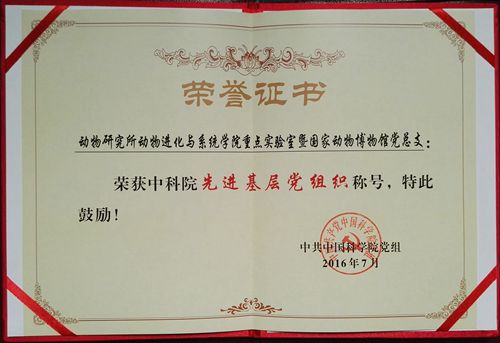 荣誉证书
动物研究所动物进化与系统学院重点实验室暨国家动物博物馆党总支:
荣获中科院先进基层党组织称号，特此
鼓励!
中共中国科学院党组
2016年7月